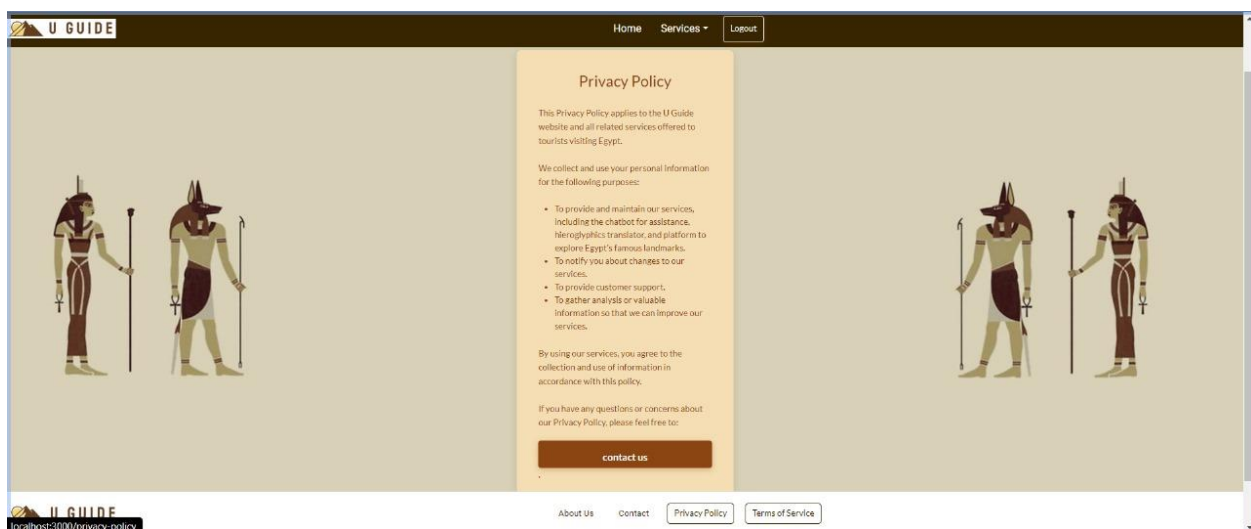 U GUIDE
Home Services Logout
Privacy Policy
This Privacy Policy applies to the U Guide
website and all related services offered to
tourists visiting Egypt.
We collect and use your personal information
for the following purposes:
• To provide and maintain our services,
including the chatbot for assistance,
hieroglyphics translator, and platform to
explore Egypt's famous landmarks.
• To notify you about changes to our
services.
• To provide customer support.
• To gather analysis or valuable
information so that we can improve our
services.
By using our services, you agree to the
collection and use of information in
accordance with this policy.
If you have any questions or concerns about
our Privacy Policy, please feel free to:
contact us
.
U GUIDE
About Us Contact Privacy Policy Terms of Service
localhost:3000/privacy-policy